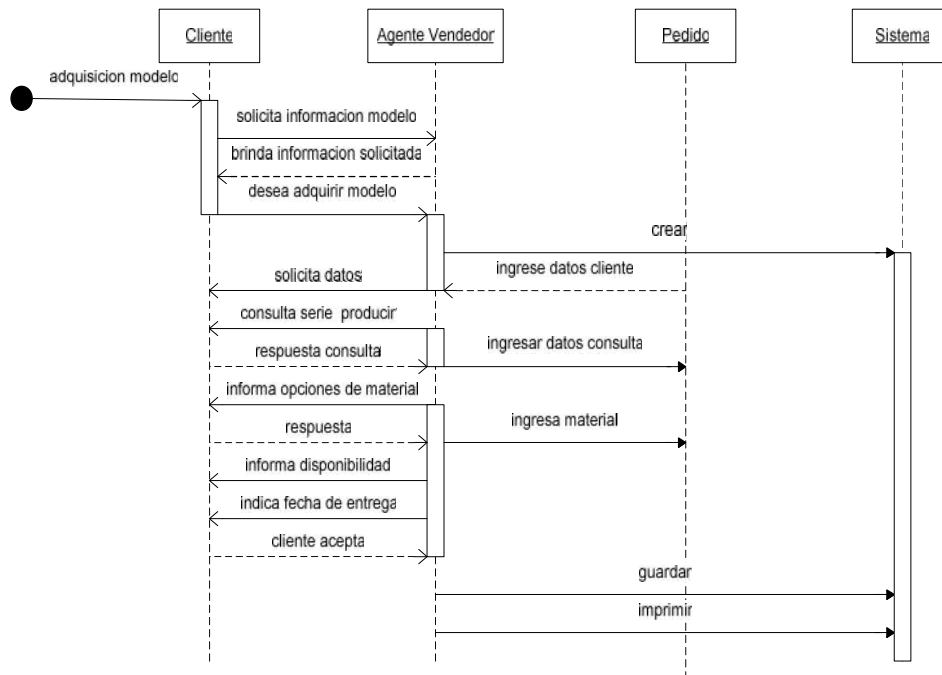 Cliente
Agente Vendedor
Pedido
Sistema
adquisicion modelo
solicita informacion modelo
brinda informacion solicitada
desea adquirir modelo
crear
ingrese datos cliente
solicita datos
consulta serie producir
respuesta consulta
ingresar datos consulta
informa opciones de material
respuesta
ingresa material
informa disponibilidad
indica fecha de entrega
cliente acepta
guardar
imprimir